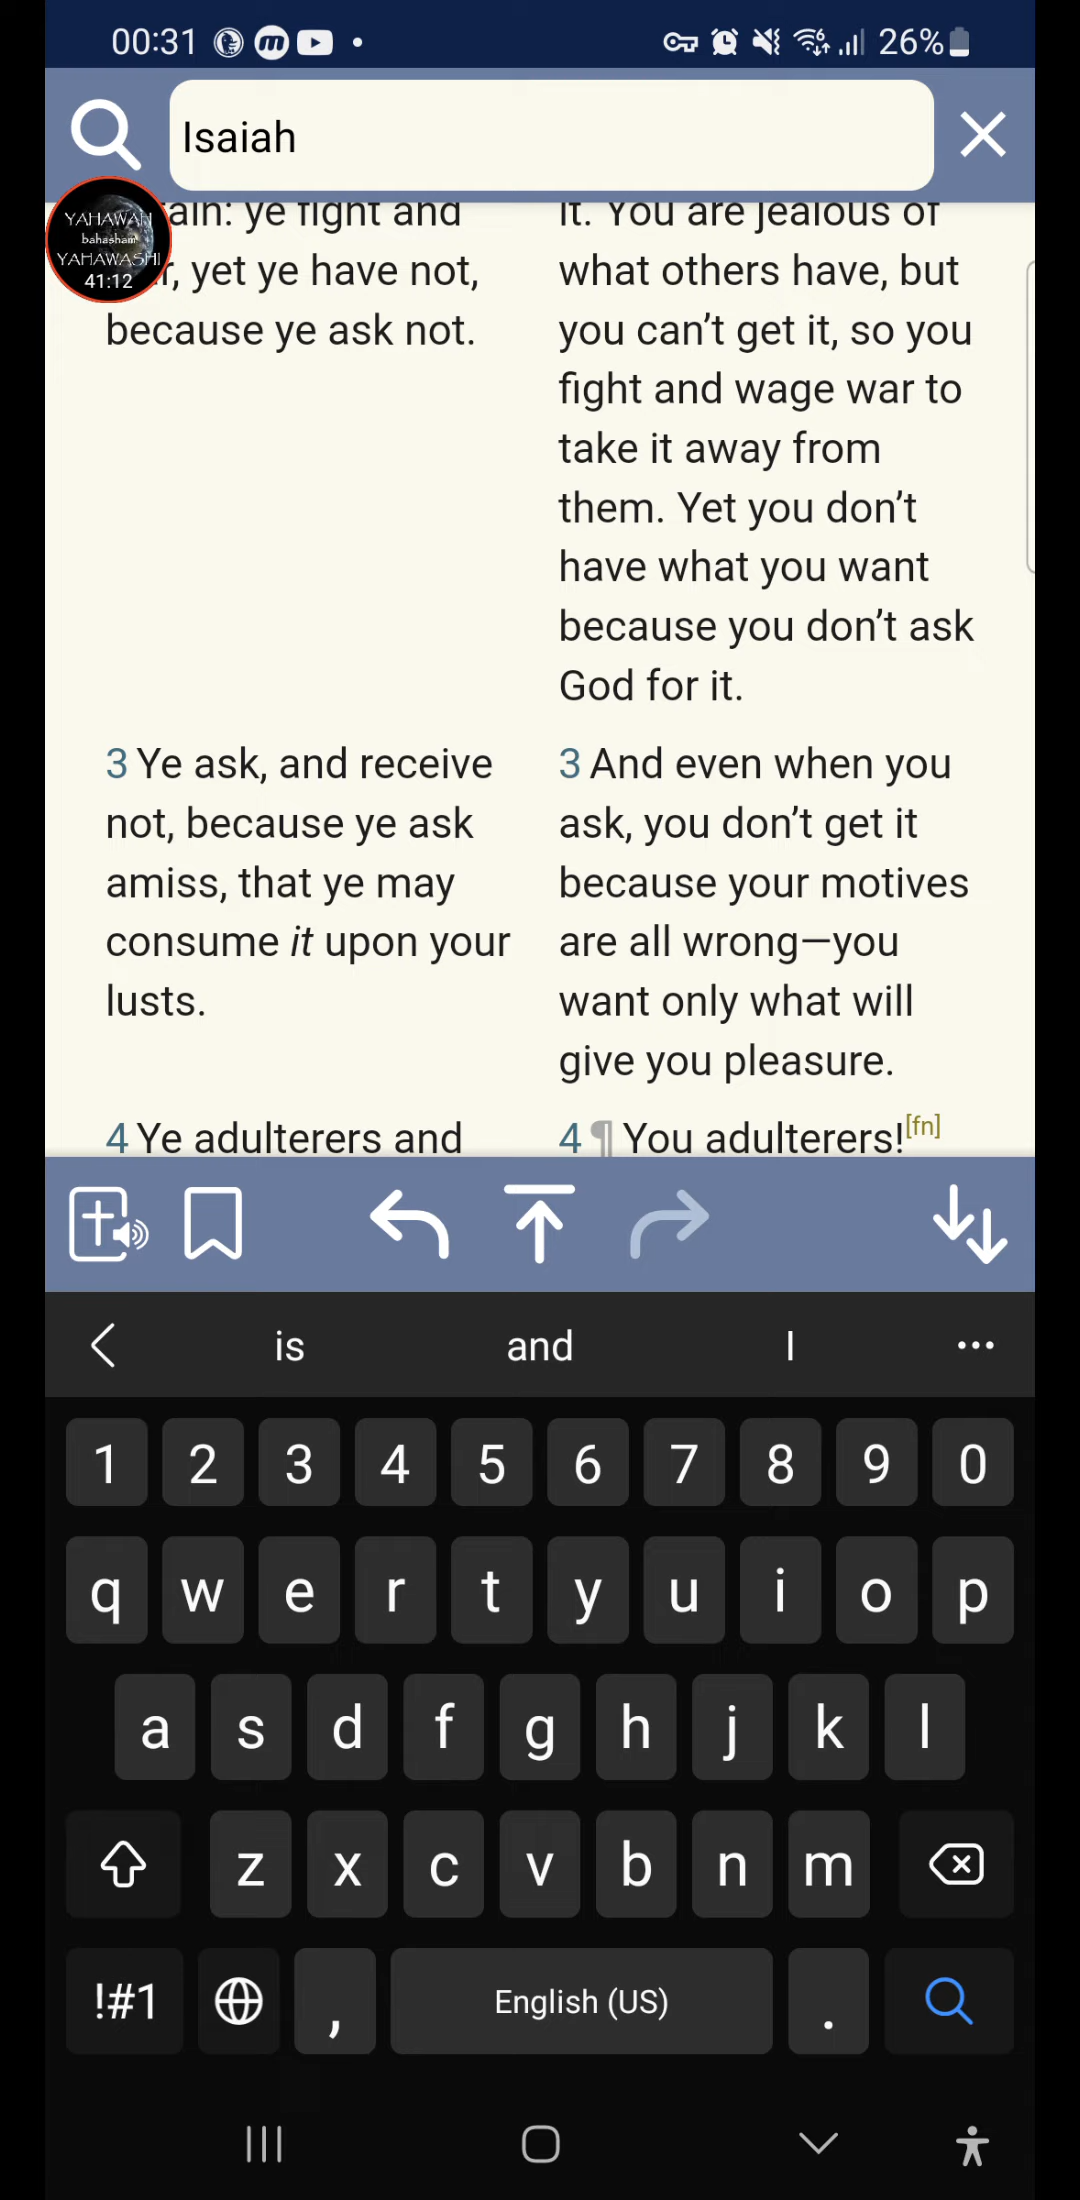 00:31
26%
Isaiah
YAHAWAH
bahasham
YAHAWASHI
41:12
ye fight and
yet ye have not,
because ye ask not.
it. You are jealous of
what others have, but
you can’t get it, so you
fight and wage war to
take it away from
them. Yet you don’t
have what you want
because you don’t ask
God for it.
3 Ye ask, and receive
not, because ye ask
amiss, that ye may
consume it upon your
lusts.
3 And even when you
ask, you don’t get it
because your motives
are all wrong—you
want only what will
give you pleasure.
4 Ye adulterers and
4 ¶ You adulterers![fn]
is and I
1 2 3 4 5 6 7 8 9 0
q w e r t y u i o p
a s d f g h j k l
z x c v b n m
!#1 , English (US) .